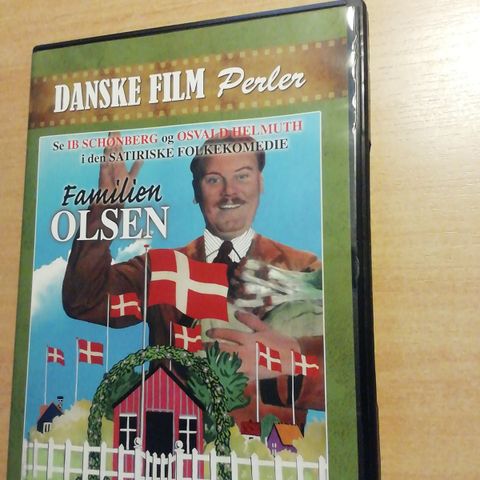 DANSKE FILM Perler
Se IB SCHØNBERG og OSVALD HELMUTH
i den SATIRISKE FOLKEKOMEDIE
Familien
OLSEN